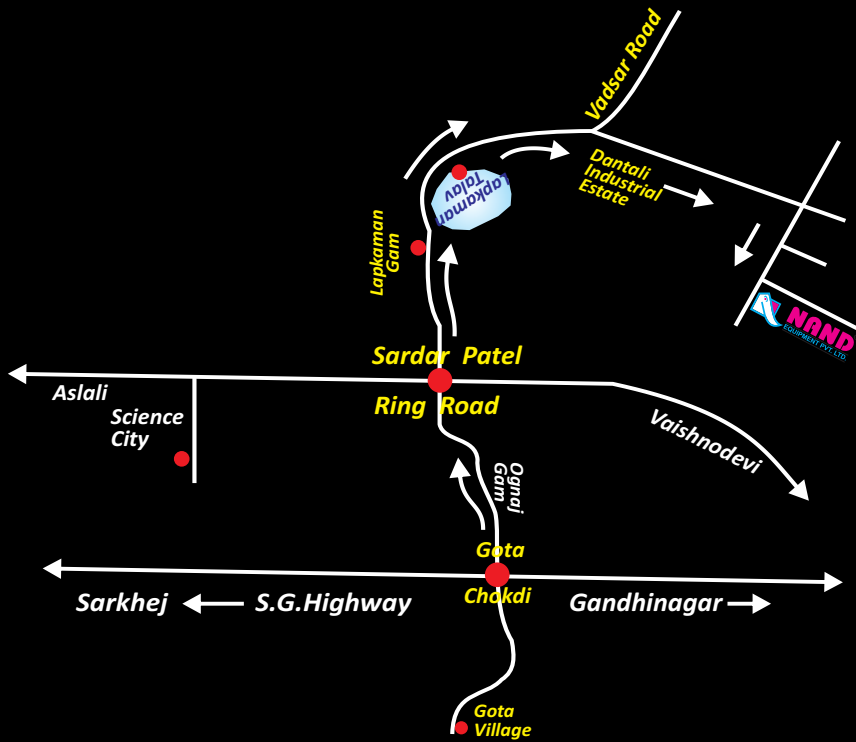 Vadsar Road
Dantali
Industrial
Estate
Lapkaman
Talav
Lapkaman
Gam
NAND
EQUIPMENT PVT. LTD
Sardar Patel
Ring Road
Aslali
Science
City
Vaishnodevi
Ognaj
Gam
Gota
Chokdi
Sarkhej
S.G.Highway
Gandhinagar
Gota
Village